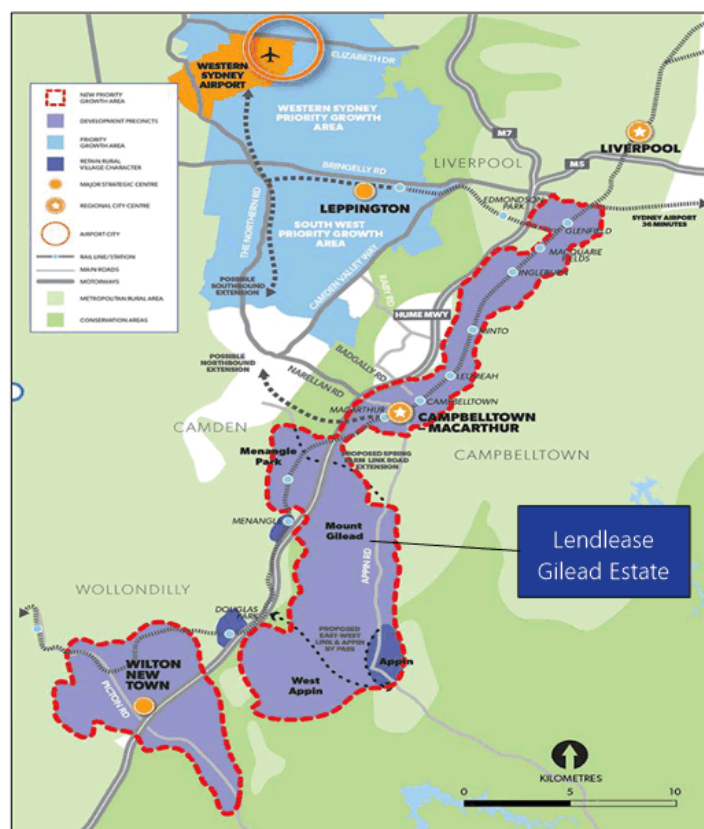 WESTERN
SYDNEY
AIRPORT
ELIZABETH DR
NEW PRIORITY
GROWTH AREA
DEVELOPMENT PRECINCTS
PRIORITY
GROWTH AREA
RETAIN RURAL
VILLAGE CHARACTER
MAJOR STRATEGIC CENTRE
REGIONAL CITY CENTRE
AIRPORT CITY
RAIL LINE/STATION
MAIN ROADS
MOTORWAYS
METROPOLITAN RURAL AREA
CONSERVATION AREAS
WESTERN SYDNEY
PRIORITY GROWTH
AREA
M7
M5
LIVERPOOL
LIVERPOOL
BRINGELLY RD
LEPPINGTON
EDMONDSON
PARK
SYDNEY AIRPORT
36 MINUTES
THE NORTHERN RD
SOUTH WEST
PRIORITY GROWTH
AREA
GLENFIELD
MACQUARIE
FIELDS
INGLEBURN
CAMDEN VALLEY WAY
RABY RD
POSSIBLE
SOUTHBOUND
EXTENSION
HUME MWY
MINTO
POSSIBLE
NORTHBOUND
EXTENSION
BADGALLY RD
NARELLAN RD
LEUMEAH
CAMPBELLTOWN
MACARTHUR
CAMPBELLTOWN
– MACARTHUR
CAMDEN
CAMPBELLTOWN
Menangle
Park
PROPOSED SPRING
FARM LINK ROAD
EXTENSION
MENANGLE
Mount
Gilead
APPIN RD
Lendlease
Gilead Estate
WOLLONDILLY
DOUGLAS
PARK
PROPOSED
EAST-WEST
LINK & APPIN
BY PASS
Appin
WILTON
NEW
TOWN
PICTON RD
West
Appin
KILOMETRES
0 5 10